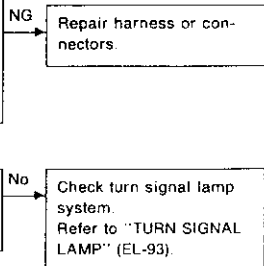 NG
Repair harness or con-
nectors.
No
Check turn signal lamp
system.
Refer to "TURN SIGNAL
LAMP" (EL-93).